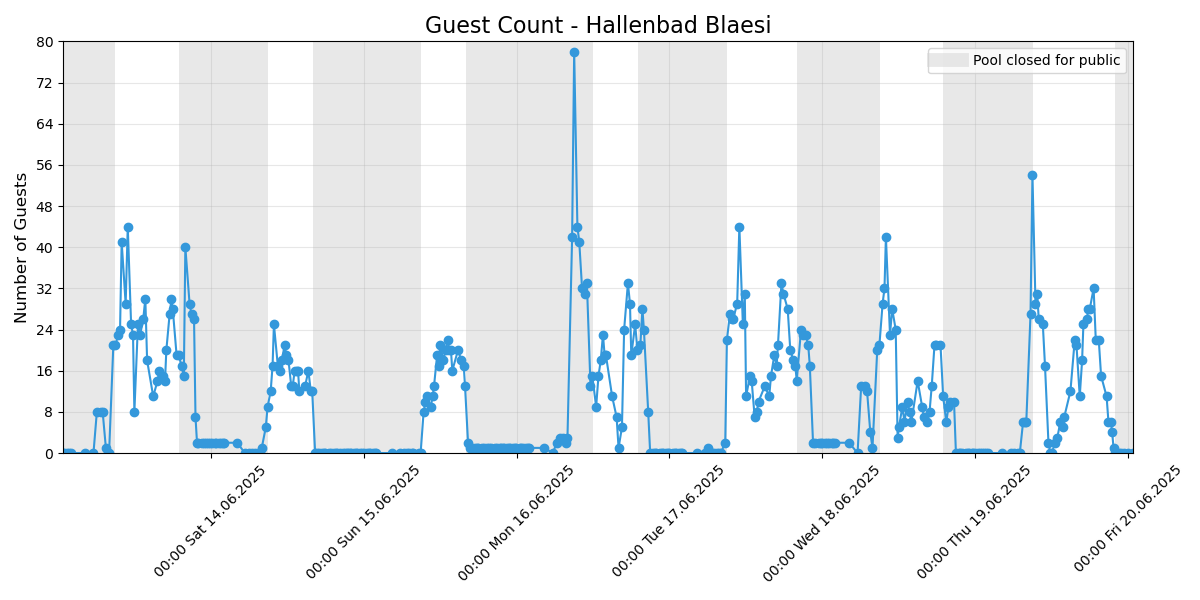 Guest Count - Hallenbad Blaesi
Pool closed for public
Number of Guests
80
72
64
56
48
40
32
24
16
8
0
00:00 Sat 14.06.2025
00:00 Sun 15.06.2025
00:00 Mon 16.06.2025
00:00 Tue 17.06.2025
00:00 Wed 18.06.2025
00:00 Thu 19.06.2025
00:00 Fri 20.06.2025